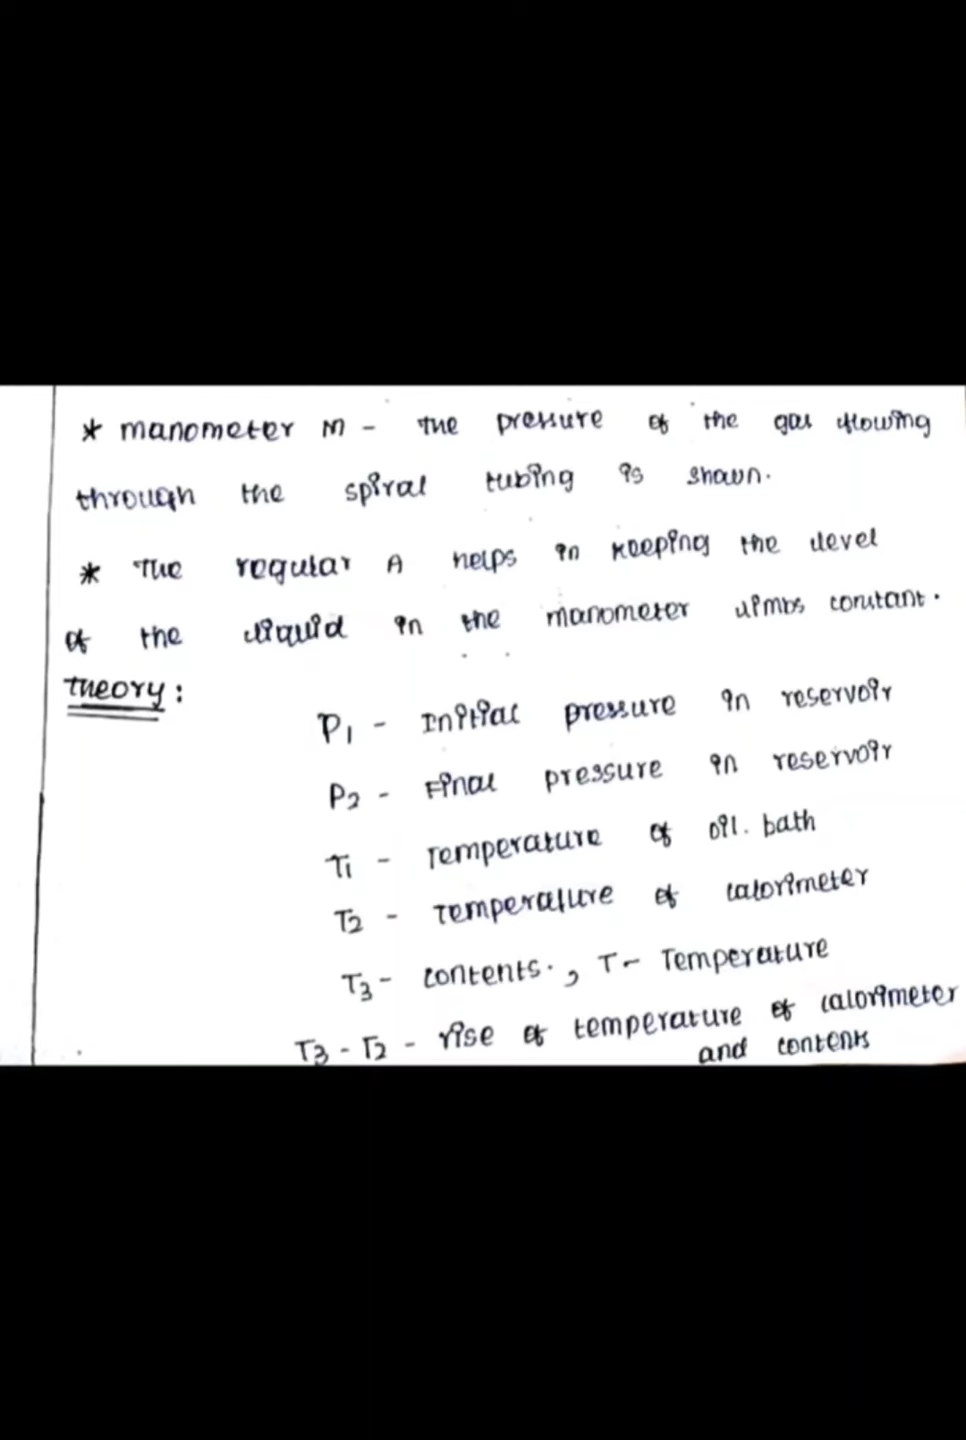 * manometer M - The pressure of the gas flowing
through the spiral tubing is shown.
* The regular A helps in keeping the level
of the liquid in the manometer limbs constant.
Theory:
P1 - Initial pressure in reservoir
P2 - Final pressure in reservoir
T1 - Temperature of oil. bath
T2 - Temperature of calorimeter
T3 - contents. , T - Temperature
T3 - T2 - rise of temperature of calorimeter
and contents